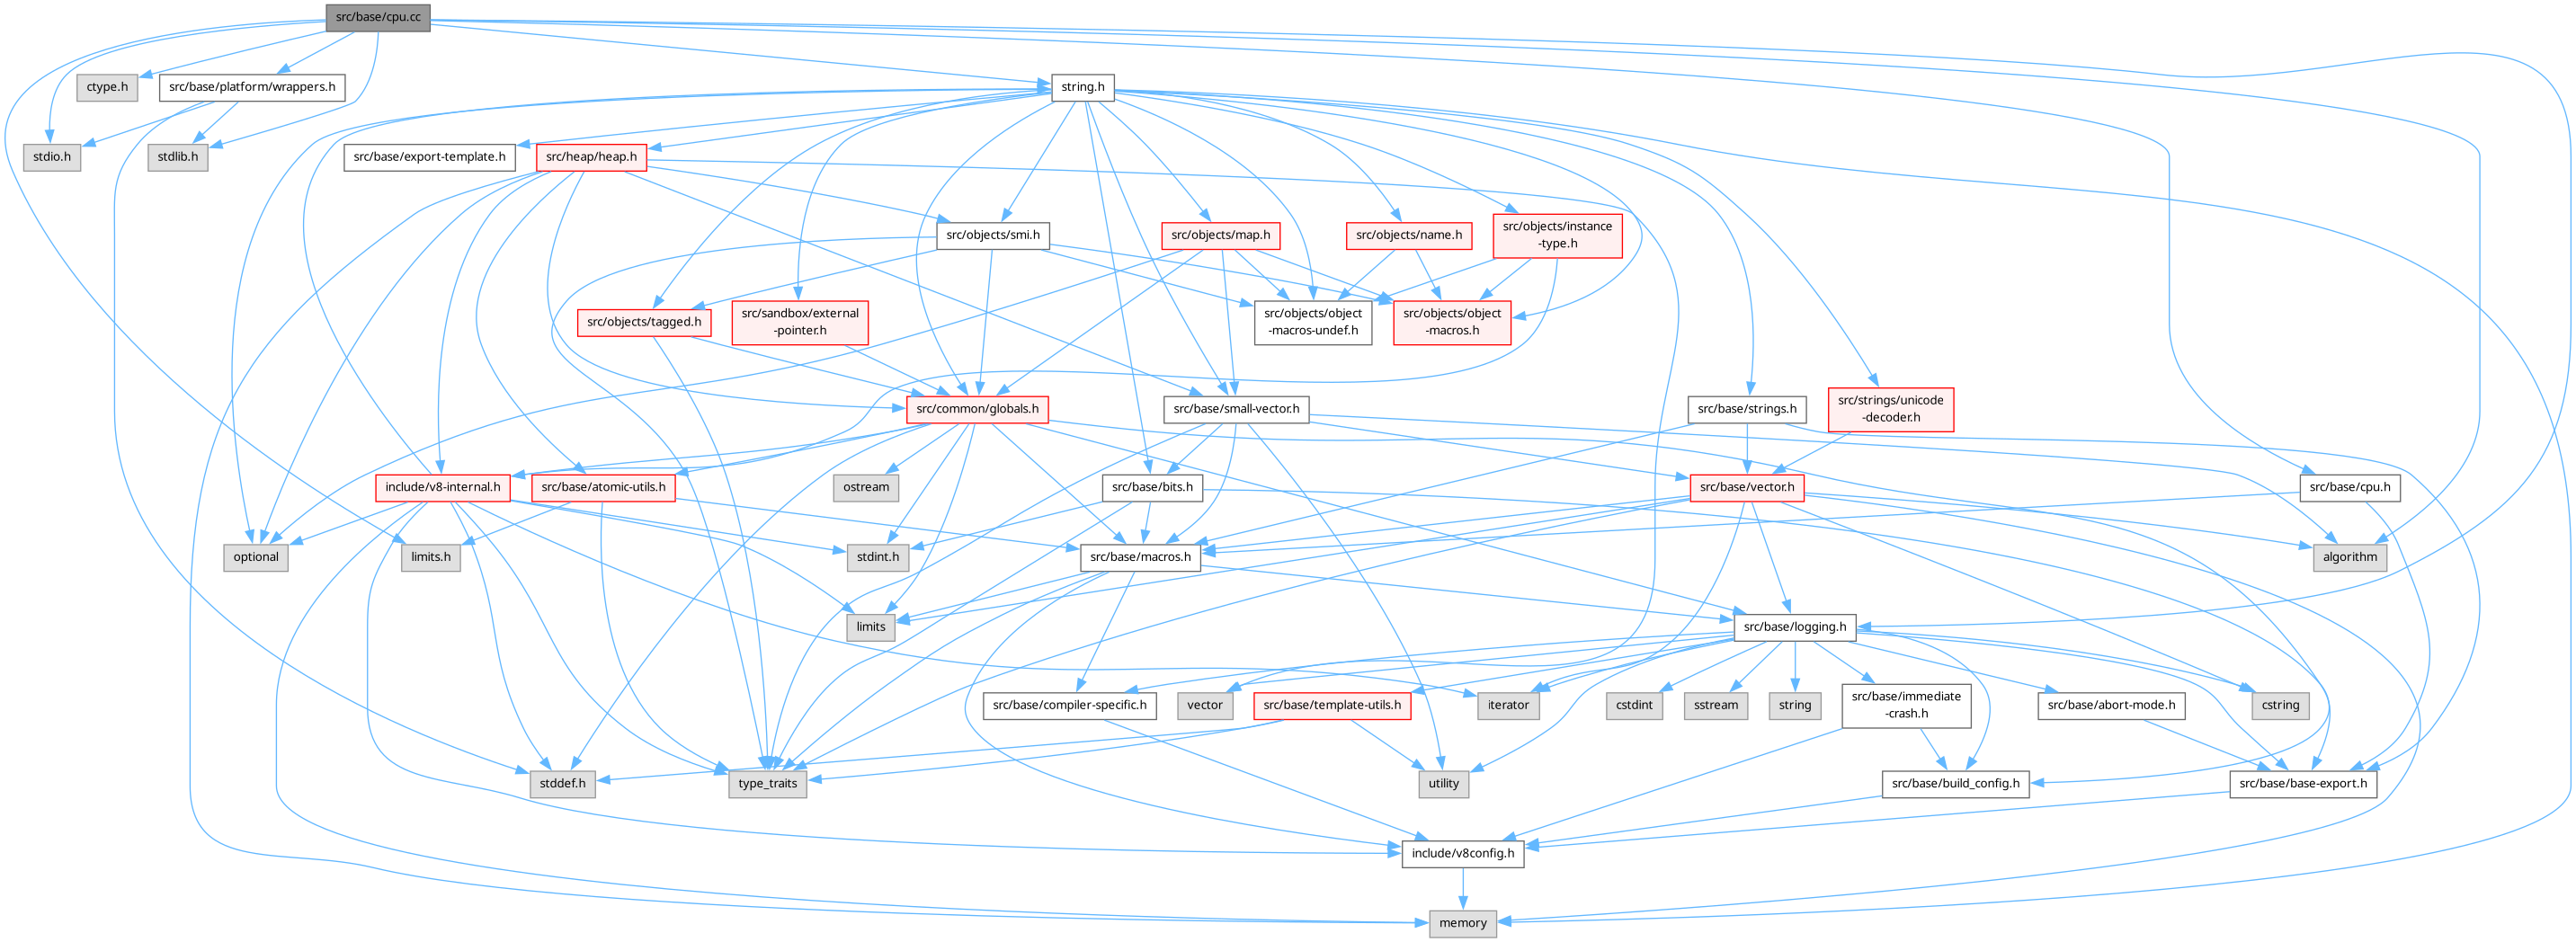 src/base/cpu.cc
ctype.h
src/base/platform/wrappers.h
string.h
stdio.h
stdlib.h
src/base/export-template.h
src/heap/heap.h
src/objects/smi.h
src/objects/map.h
src/objects/name.h
src/objects/instance
-type.h
src/objects/tagged.h
src/sandbox/external
-pointer.h
src/objects/object
-macros-undef.h
src/objects/object
-macros.h
src/common/globals.h
src/base/small-vector.h
src/base/strings.h
src/strings/unicode
-decoder.h
include/v8-internal.h
src/base/atomic-utils.h
ostream
src/base/bits.h
src/base/vector.h
src/base/cpu.h
optional
limits.h
stdint.h
src/base/macros.h
algorithm
limits
src/base/logging.h
src/base/compiler-specific.h
vector
src/base/template-utils.h
iterator
cstdint
sstream
string
src/base/immediate
-crash.h
src/base/abort-mode.h
cstring
stddef.h
type_traits
utility
src/base/build_config.h
src/base/base-export.h
include/v8config.h
memory